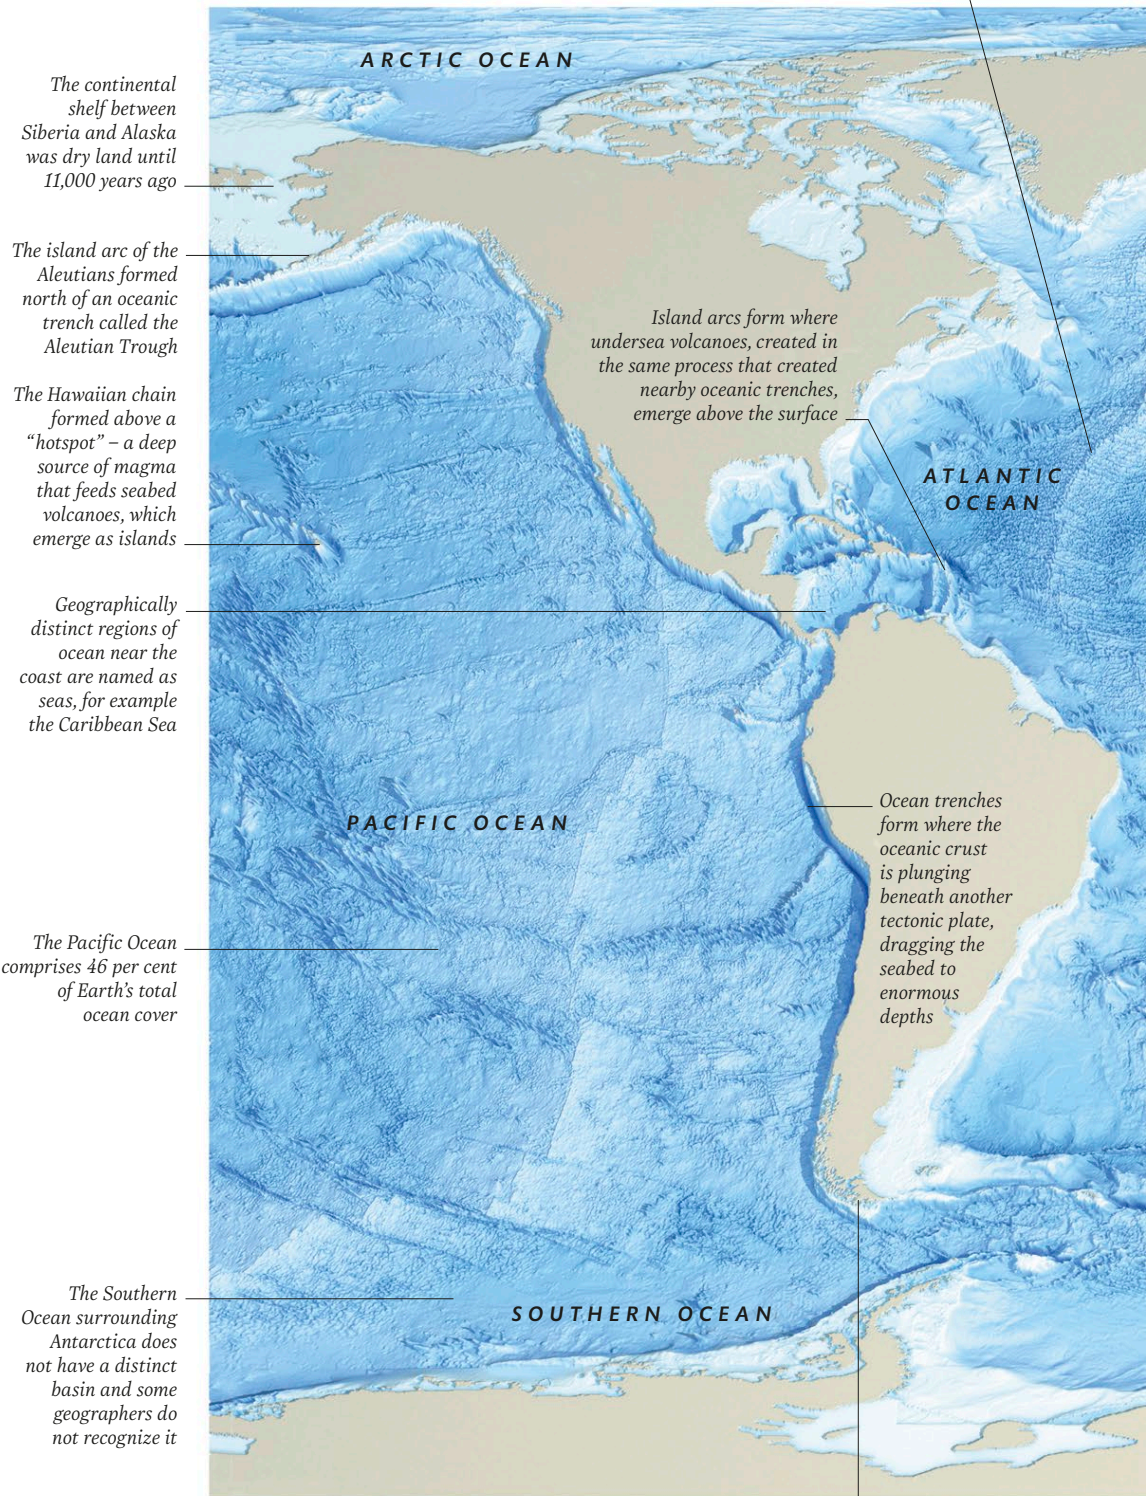 ARCTIC OCEAN
The continental
shelf between
Siberia and Alaska
was dry land until
11,000 years ago
The island arc of the
Aleutians formed
north of an oceanic
trench called the
Aleutian Trough
Island arcs form where
undersea volcanoes, created in
the same process that created
nearby oceanic trenches,
emerge above the surface
The Hawaiian chain
formed above a
“hotspot” – a deep
source of magma
that feeds seabed
volcanoes, which
emerge as islands
ATLANTIC
OCEAN
Geographically
distinct regions of
ocean near the
coast are named as
seas, for example
the Caribbean Sea
PACIFIC OCEAN
Ocean trenches
form where the
oceanic crust
is plunging
beneath another
tectonic plate,
dragging the
seabed to
enormous
depths
The Pacific Ocean
comprises 46 per cent
of Earth’s total
ocean cover
The Southern
Ocean surrounding
Antarctica does
not have a distinct
basin and some
geographers do
not recognize it
SOUTHERN OCEAN